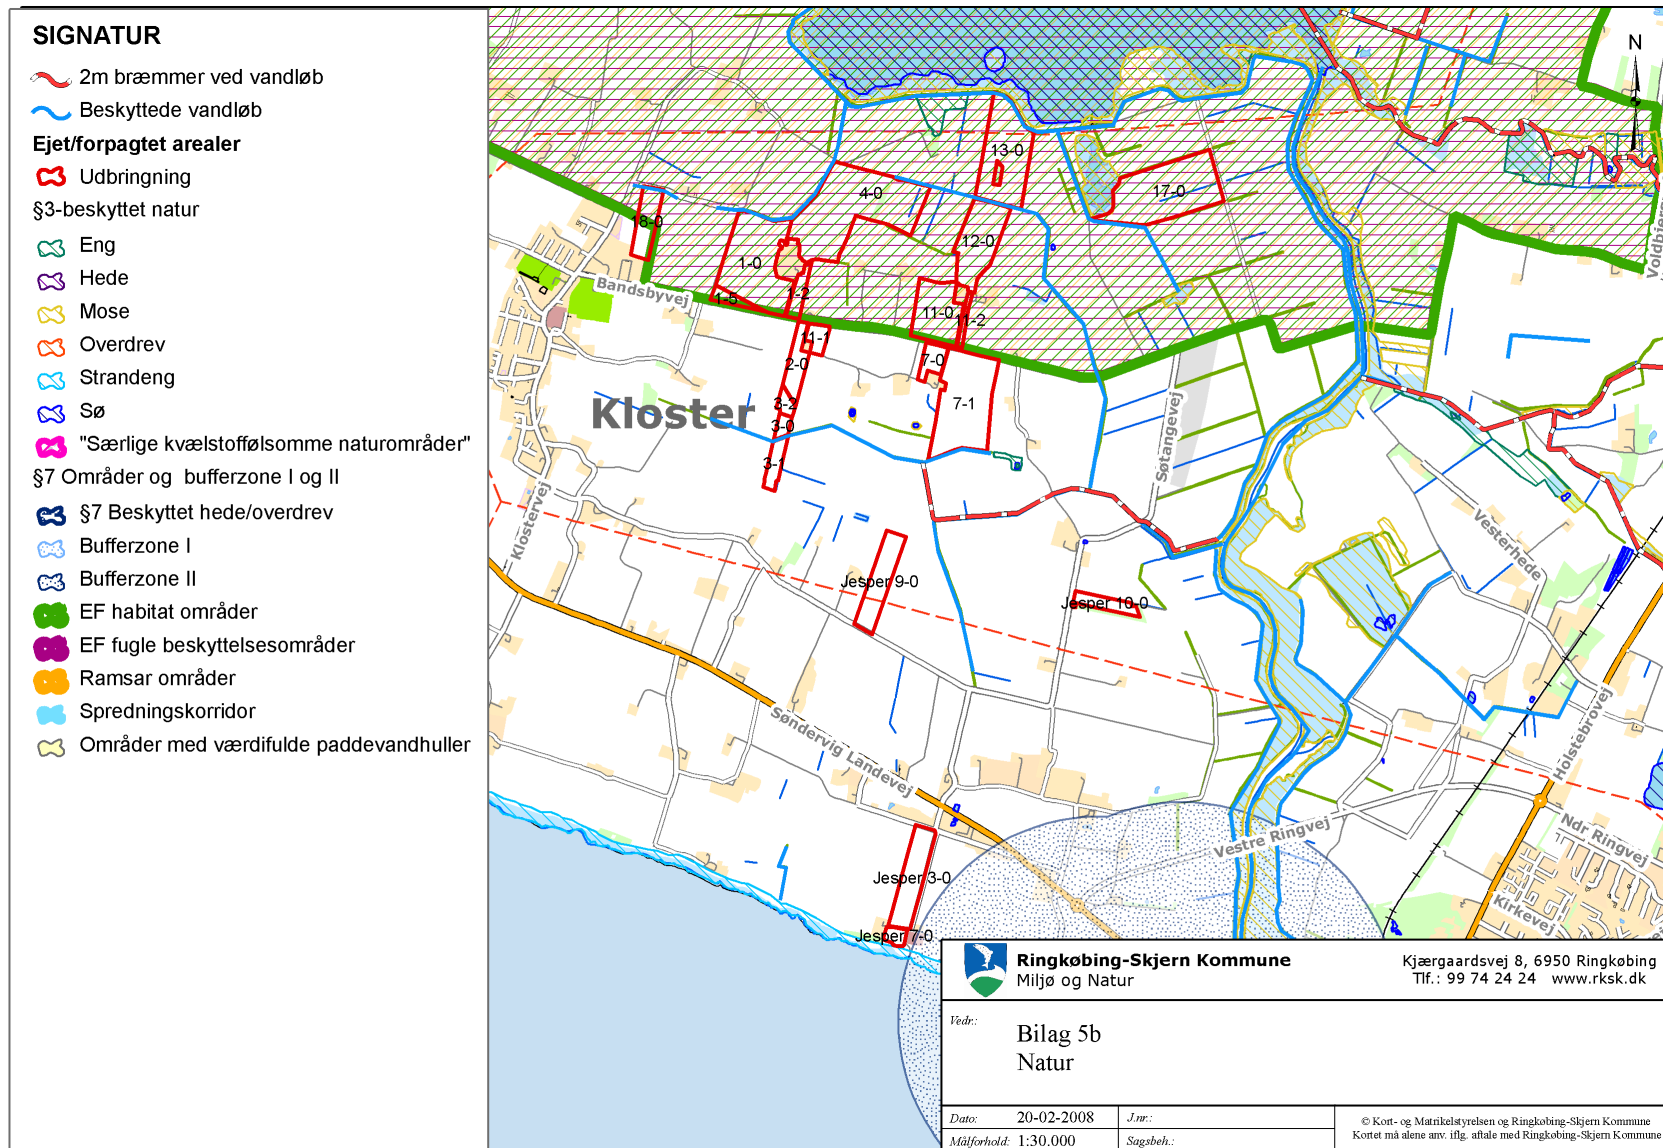 SIGNATUR
2m bræmmer ved vandløb
Beskyttede vandløb
Ejet/forpagtet arealer
Udbringning
§3-beskyttet natur
Eng
Hede
Mose
Overdrev
Strandeng
Sø
"Særlige kvælstoffølsomme naturområder"
§7 Områder og bufferzone I og II
§7 Beskyttet hede/overdrev
Bufferzone I
Bufferzone II
EF habitat områder
EF fugle beskyttelsesområder
Ramsar områder
Spredningskorridor
Områder med værdifulde paddevandhuller
N
13-0
4-0
17-0
18-0
12-0
1-0
1-5
1-2
Bandsbyvej
11-0
11-2
11-1
2-0
7-0
7-1
3-2
3-0
3-1
Kloster
Klostervej
Søtangevej
Voldbjerg
Vesterhede
Jesper 9-0
Jesper 10-0
Søndervig Landevej
Holstebrovej
Vestre Ringvej
Ndr Ringvej
Kirkevej
Jesper 3-0
Jesper 7-0
Ringkøbing-Skjern Kommune
Miljø og Natur
Kjærgaardsvej 8, 6950 Ringkøbing
Tlf.: 99 74 24 24 www.rksk.dk
Vedr.:
Bilag 5b
Natur
Dato: 20-02-2008
J.nr.:
Målforhold: 1:30.000
Sagsbeh.:
© Kort- og Matrikelstyrelsen og Ringkøbing-Skjern Kommune
Kortet må alene anv. iflg. aftale med Ringkøbing-Skjern Kommune